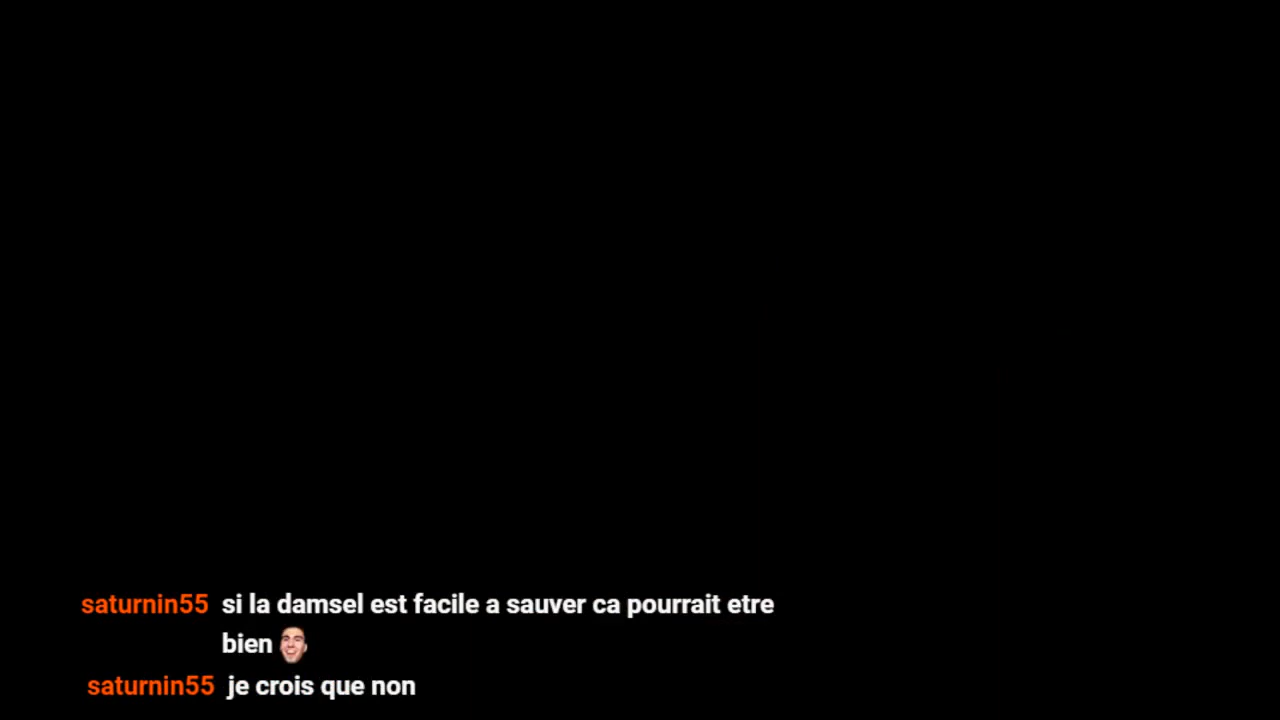 saturnin55 si la damsel est facile a sauver ca pourrait etre
bien
saturnin55 je crois que non